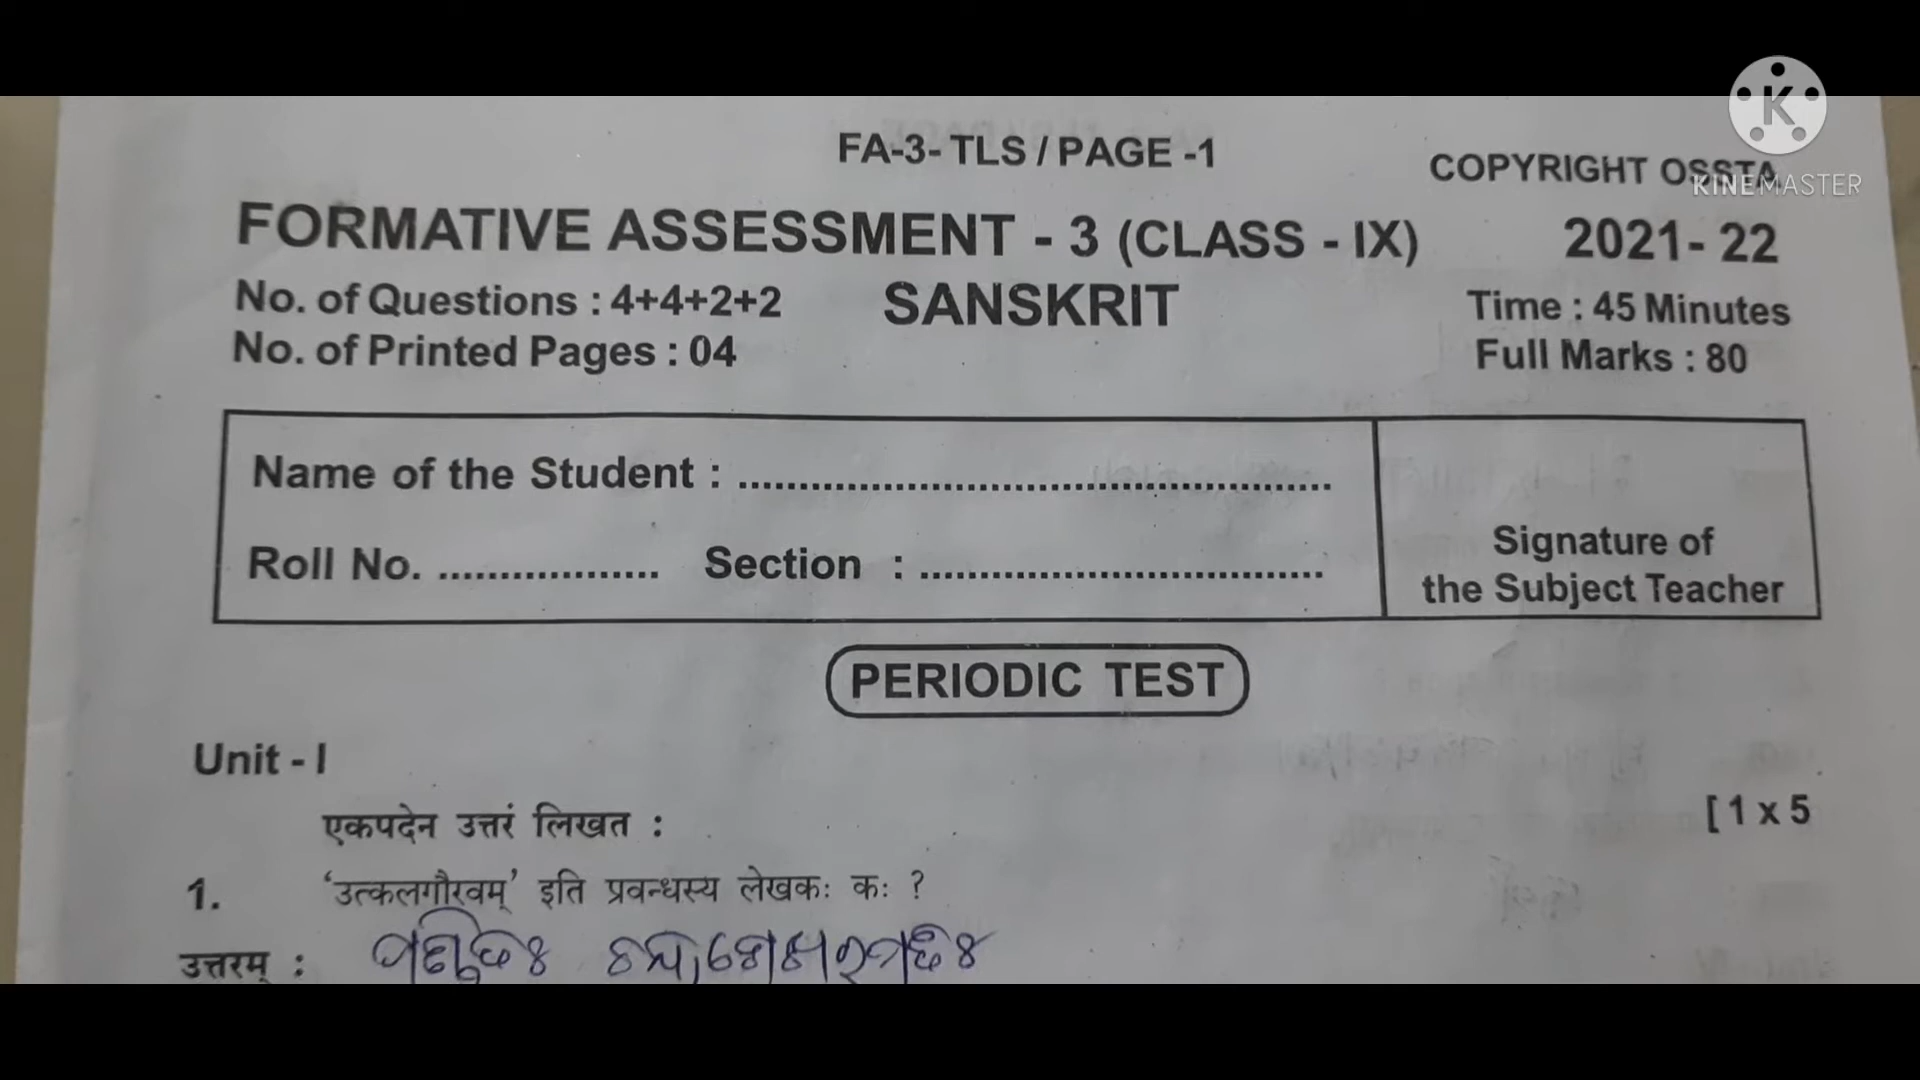 FA-3- TLS / PAGE -1
COPYRIGHT OSSTA
KINEMASTER
FORMATIVE ASSESSMENT - 3 (CLASS - IX) 2021- 22
No. of Questions : 4+4+2+2 SANSKRIT Time : 45 Minutes
No. of Printed Pages : 04 Full Marks : 80
Name of the Student : ................................................
Roll No. .................. Section : .................................
Signature of
the Subject Teacher
PERIODIC TEST
Unit - I
एकपदेन उत्तरं लिखत : [ 1 x 5
1. ‘उत्कलगौरवम्’ इति प्रवन्धस्य लेखकः कः ?
उत्तरम् :